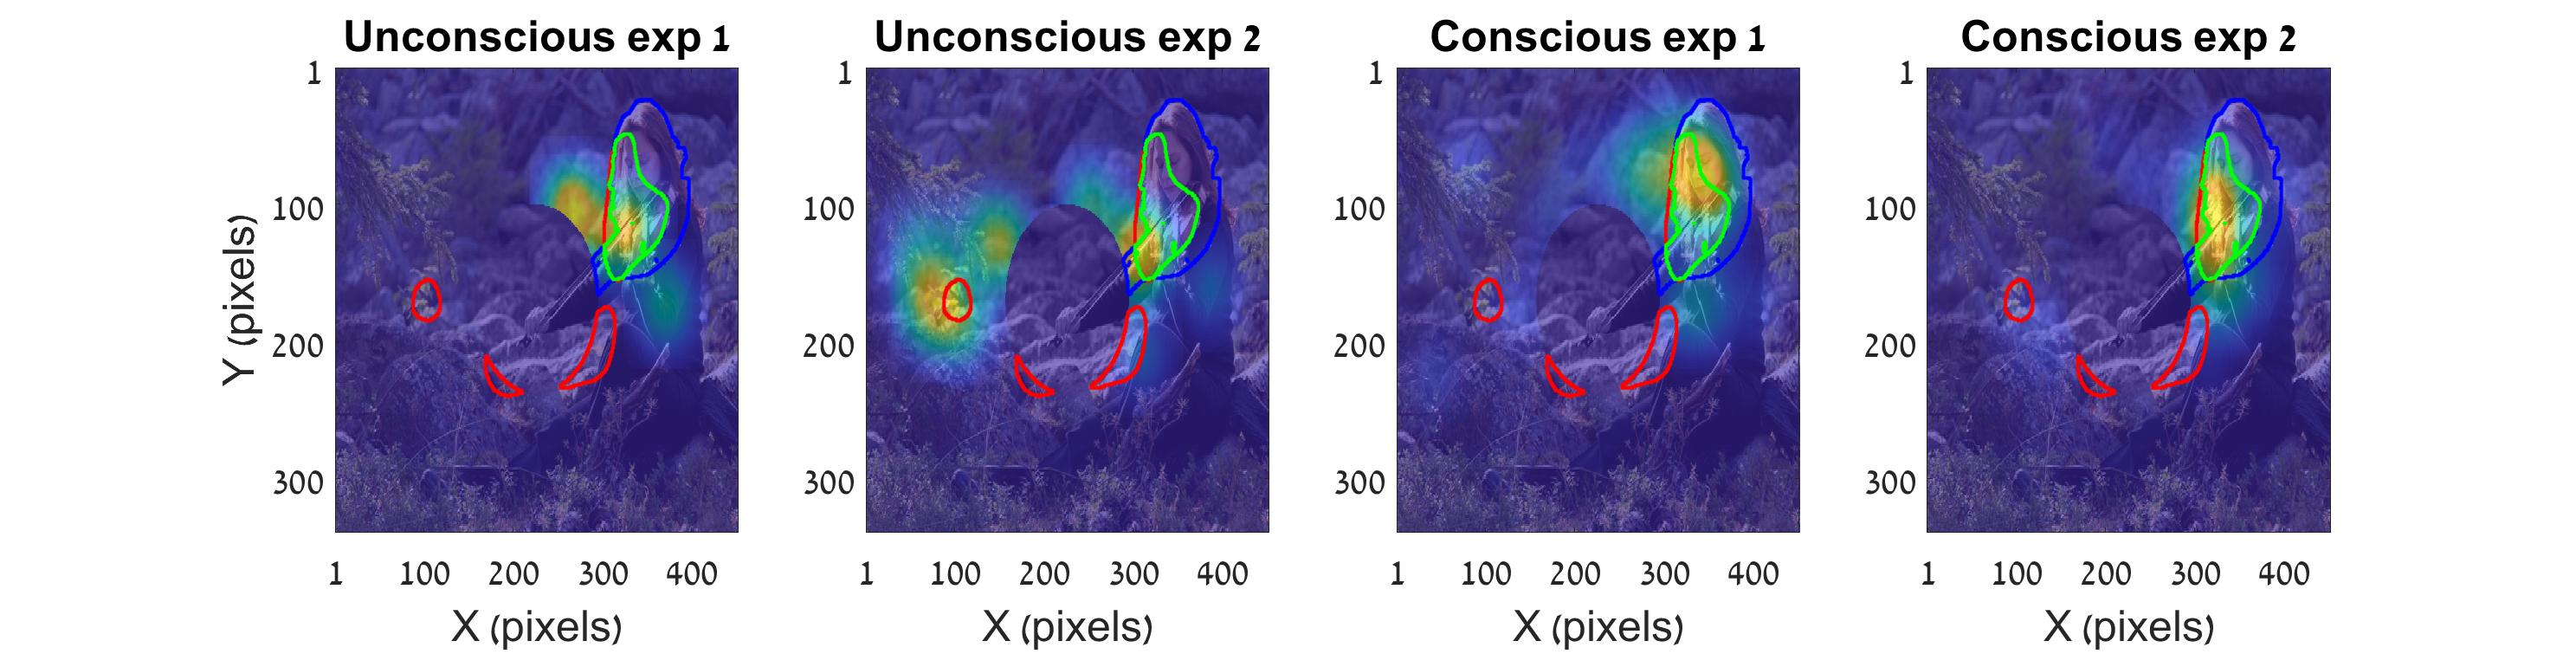 Unconscious exp 1 Unconscious exp 2 Conscious exp 1 Conscious exp 2
1 1 1 1
100 100 100 100
200 200 200 200
300 300 300 300
Y (pixels)
1 100 200 300 400 1 100 200 300 400 1 100 200 300 400 1 100 200 300 400
X (pixels) X (pixels) X (pixels) X (pixels)